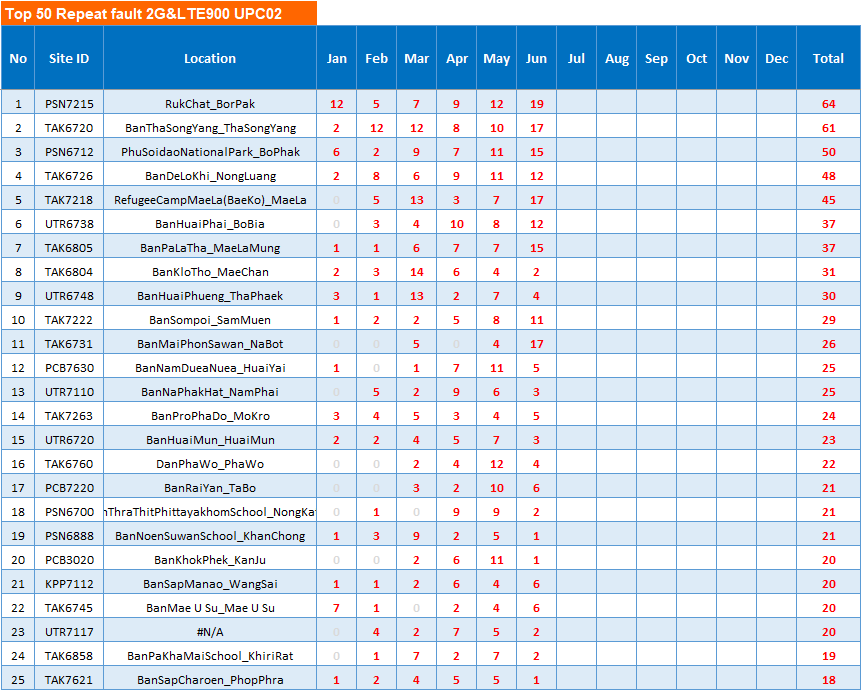 Top 50 Repeat fault 2G&LTE900 UPC02
No Site ID Location Jan Feb Mar Apr May Jun Jul Aug Sep Oct Nov Dec Total
1 PSN7215 RukChat_BorPak 12 5 7 9 12 19 64
2 TAK6720 BanThaSongYang_ThaSongYang 2 12 12 8 10 17 61
3 PSN6712 PhuSoidaoNationalPark_BoPhak 6 2 9 7 11 15 50
4 TAK6726 BanDeLoKhi_NongLuang 2 8 6 9 11 12 48
5 TAK7218 RefugeeCampMaeLa(BaeKo)_MaeLa 0 5 13 3 7 17 45
6 UTR6738 BanHuaiPhai_BoBia 0 3 4 10 8 12 37
7 TAK6805 BanPaLaTha_MaeLaMung 1 1 6 7 7 15 37
8 TAK6804 BanKloTho_MaeChan 2 3 14 6 4 2 31
9 UTR6748 BanHuaiPhueng_ThaPhaek 3 1 13 2 7 4 30
10 TAK7222 BanSompoi_SamMuen 1 2 2 5 8 11 29
11 TAK6731 BanMaiPhonSawan_NaBot 0 0 5 0 4 17 26
12 PCB7630 BanNamDueaNuea_HuaiYai 1 0 1 7 11 5 25
13 UTR7110 BanNaPhakHat_NamPhai 0 5 2 9 6 3 25
14 TAK7263 BanProPhaDo_MoKro 3 4 5 3 4 5 24
15 UTR6720 BanHuaiMun_HuaiMun 2 2 4 5 7 3 23
16 TAK6760 DanPhaWo_PhaWo 0 0 2 4 12 4 22
17 PCB7220 BanRaiYan_TaBo 0 0 3 2 10 6 21
18 PSN6700 nThraThitPhittayakhomSchool_NongKa 0 1 0 9 9 2 21
19 PSN6888 BanNoenSuwanSchool_KhanChong 1 3 9 2 5 1 21
20 PCB3020 BanKhokPhek_KanJu 0 0 2 6 11 1 20
21 KPP7112 BanSapManao_WangSai 1 1 2 6 4 6 20
22 TAK6745 BanMae U Su_Mae U Su 7 1 0 2 4 6 20
23 UTR7117 #N/A 0 4 2 7 5 2 20
24 TAK6858 BanPaKhaMaiSchool_KhiriRat 0 1 7 2 7 2 19
25 TAK7621 BanSapCharoen_PhopPhra 1 2 4 5 5 1 18